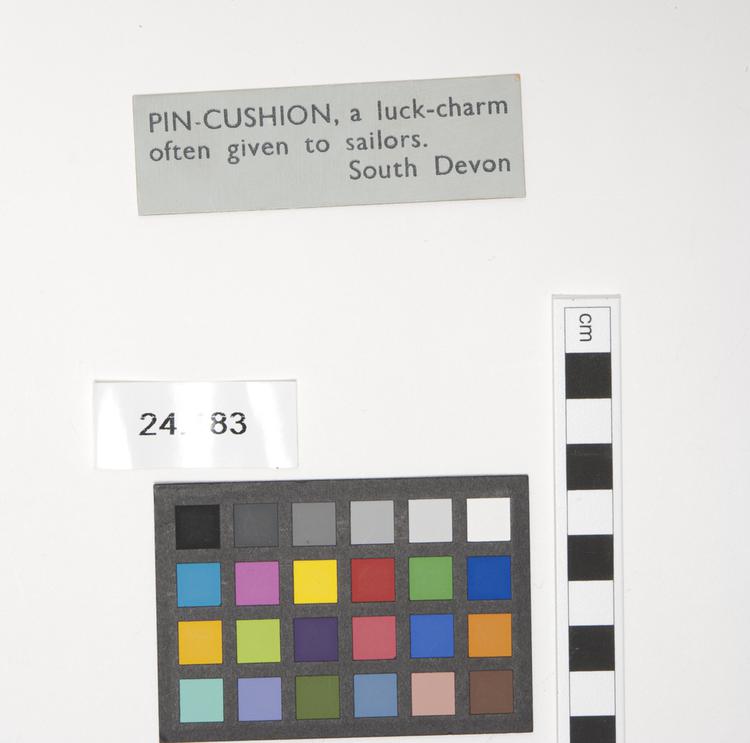 PIN-CUSHION, a luck-charm
often given to sailors.
South Devon
cm